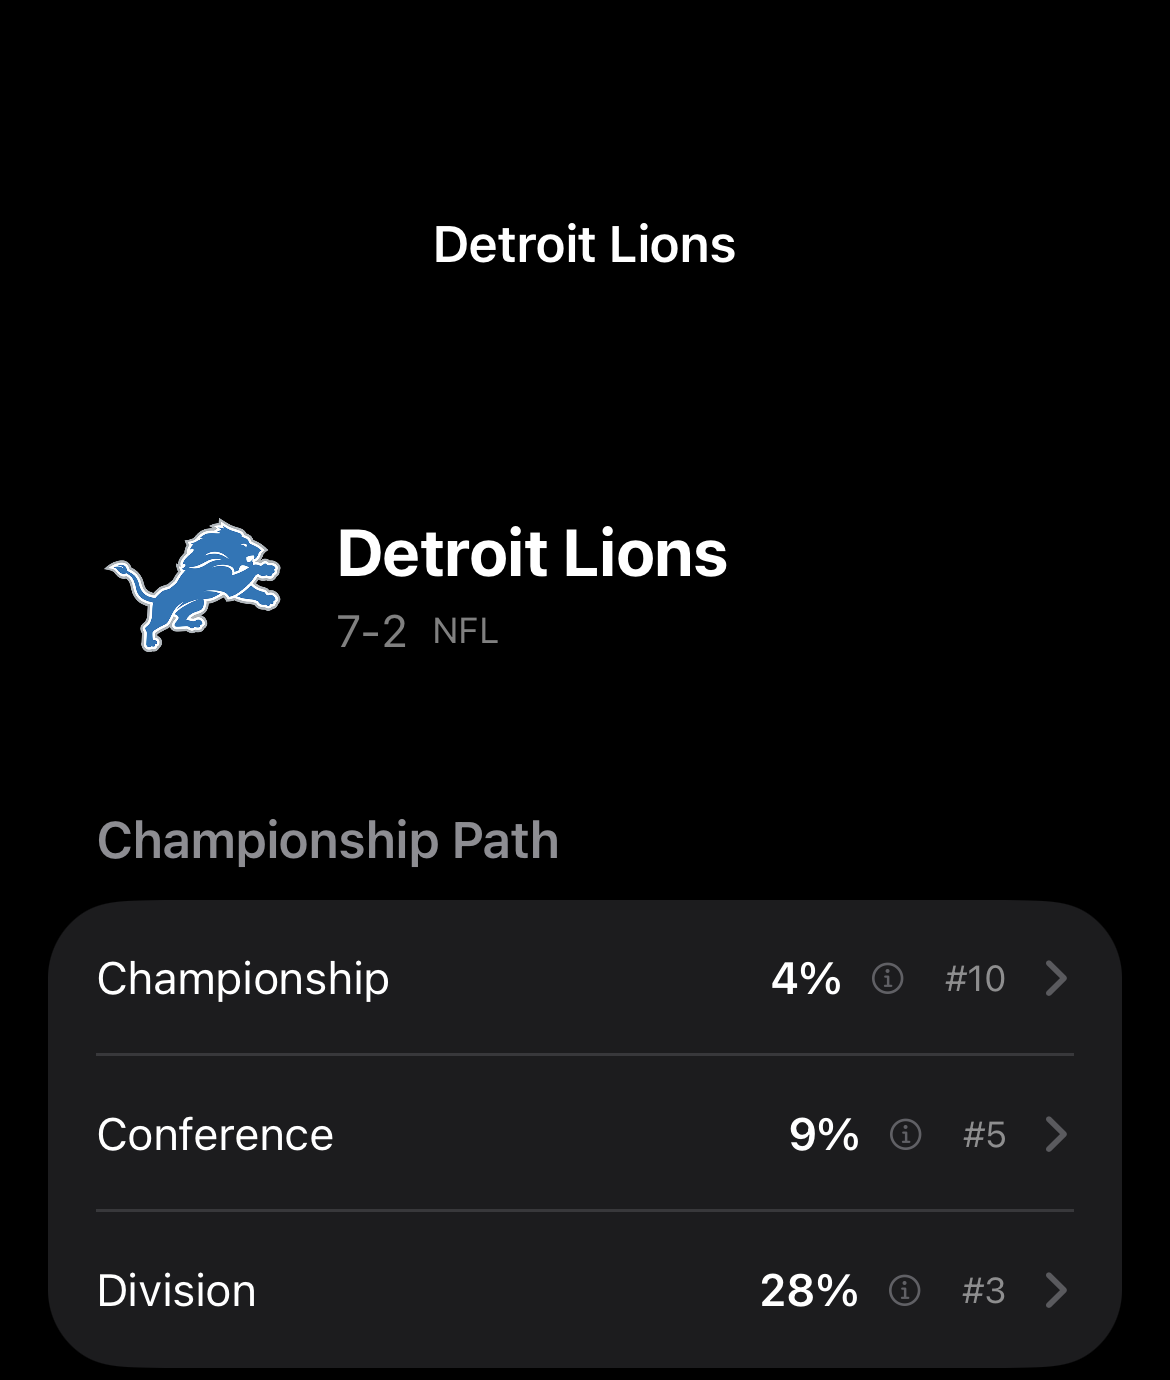 Detroit Lions
Detroit Lions
7-2 NFL
Championship Path
Championship 4% #10
Conference 9% #5
Division 28% #3